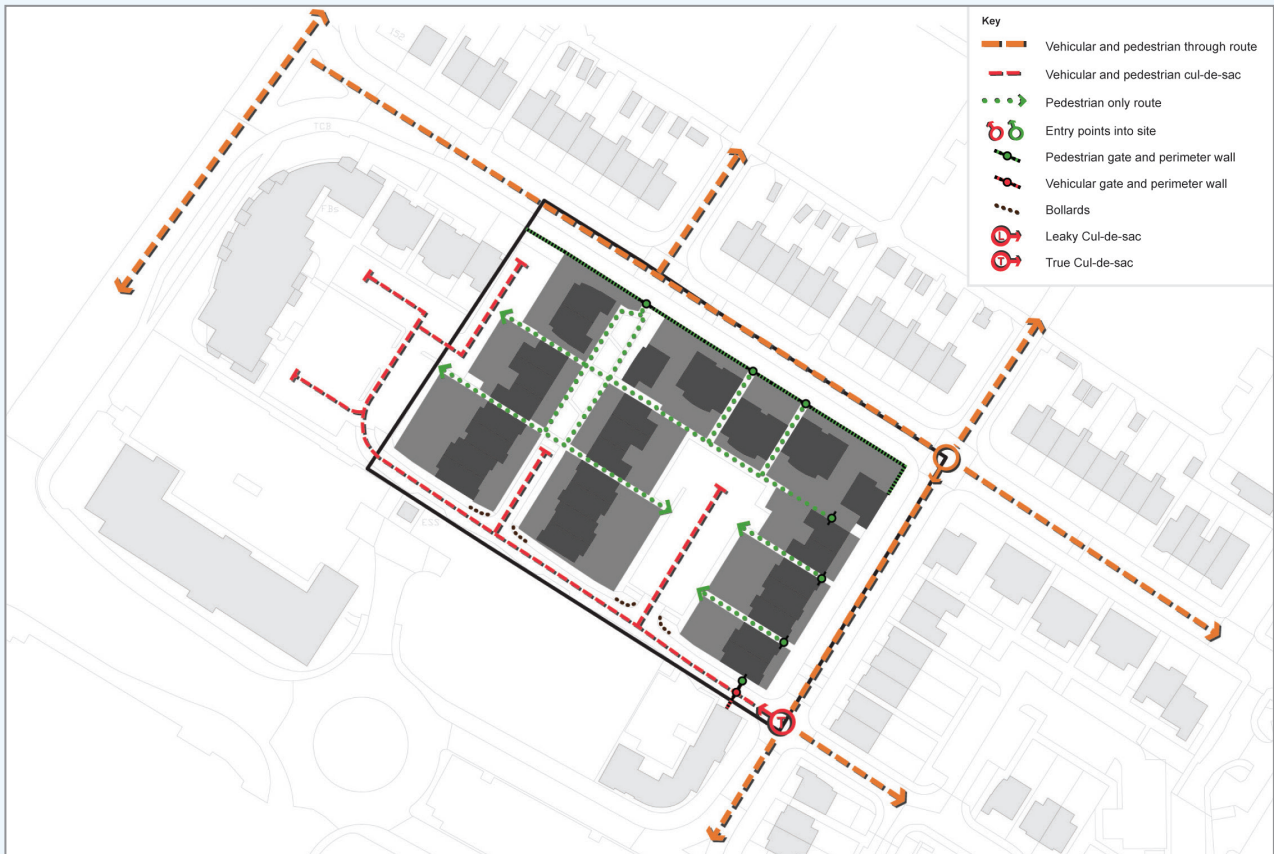 Key
Vehicular and pedestrian through route
Vehicular and pedestrian cul-de-sac
Pedestrian only route
Entry points into site
Pedestrian gate and perimeter wall
Vehicular gate and perimeter wall
Bollards
L
Leaky Cul-de-sac
T
True Cul-de-sac
TCB
T